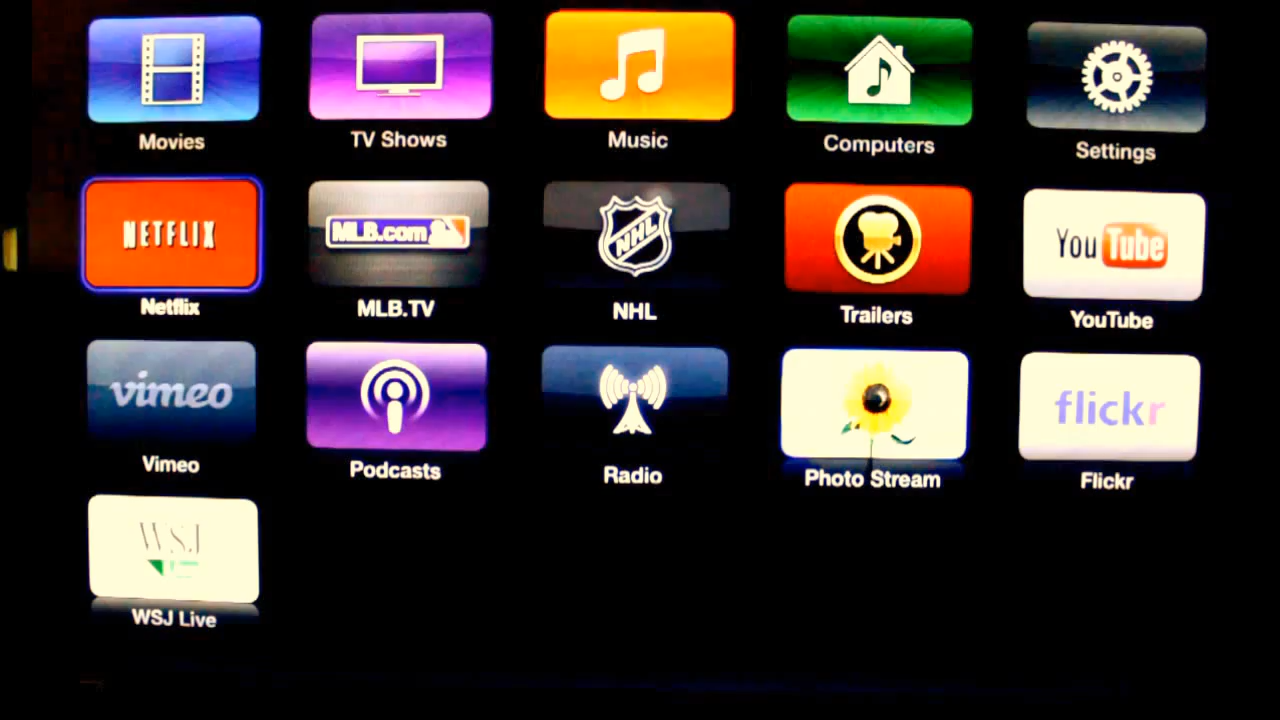 Movies
TV Shows
Music
Computers
Settings
NETFLIX
MLB.com
NHL
You Tube
Netflix
MLB.TV
NHL
Trailers
YouTube
vimeo
flickr
Vimeo
Podcasts
Radio
Photo Stream
Flickr
WSJ
WSJ Live